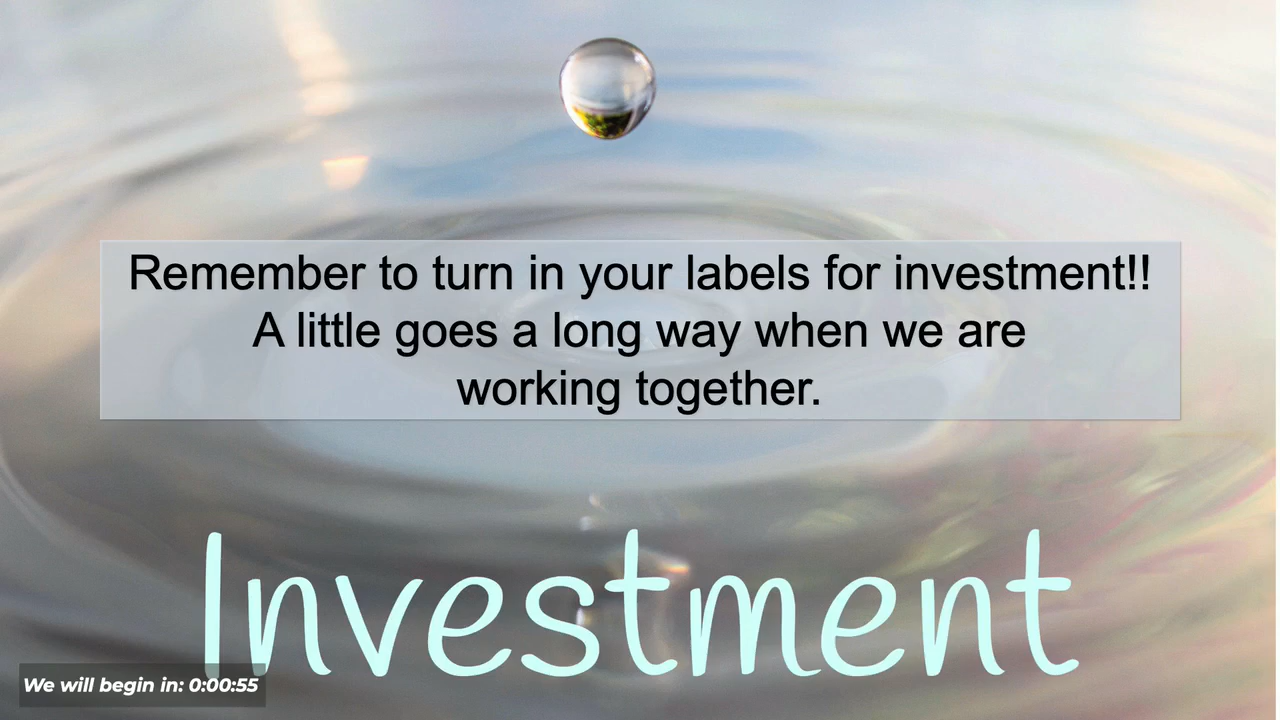 Remember to turn in your labels for investment!!
A little goes a long way when we are
working together.
Investment
We will begin in: 0:00:55